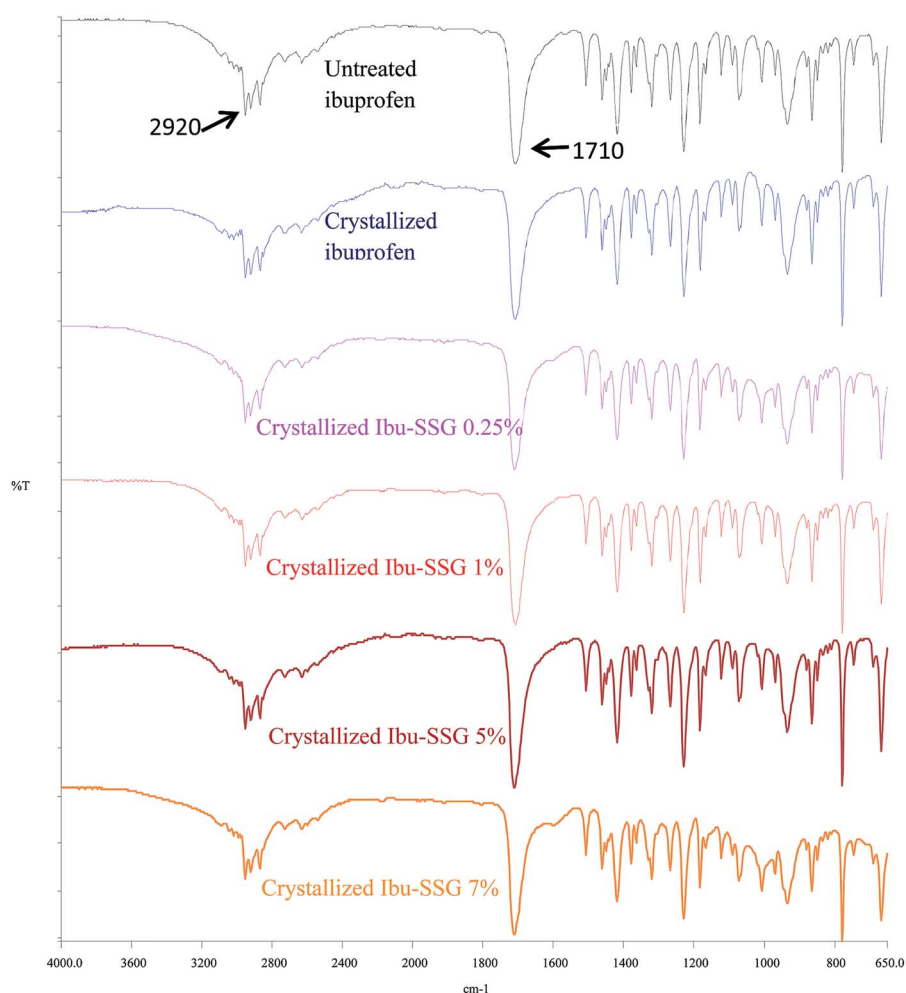 Untreated
ibuprofen
2920
1710
Crystallized
ibuprofen
Crystallized Ibu-SSG 0.25%
%T
Crystallized Ibu-SSG 1%
Crystallized Ibu-SSG 5%
Crystallized Ibu-SSG 7%
4000.0 3600 3200 2800 2400 2000 1800 1600 1400 1200 1000 800 650.0
cm-1